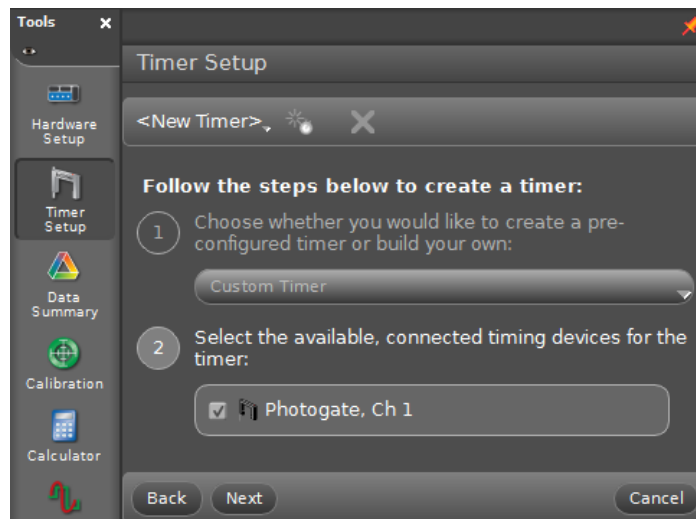 Tools
Hardware
Setup
Timer
Setup
Data
Summary
Calibration
Calculator
Timer Setup
<New Timer>
Follow the steps below to create a timer:
1
Choose whether you would like to create a pre-
configured timer or build your own:
Custom Timer
2
Select the available, connected timing devices for the
timer:
Photogate, Ch 1
Back
Next
Cancel